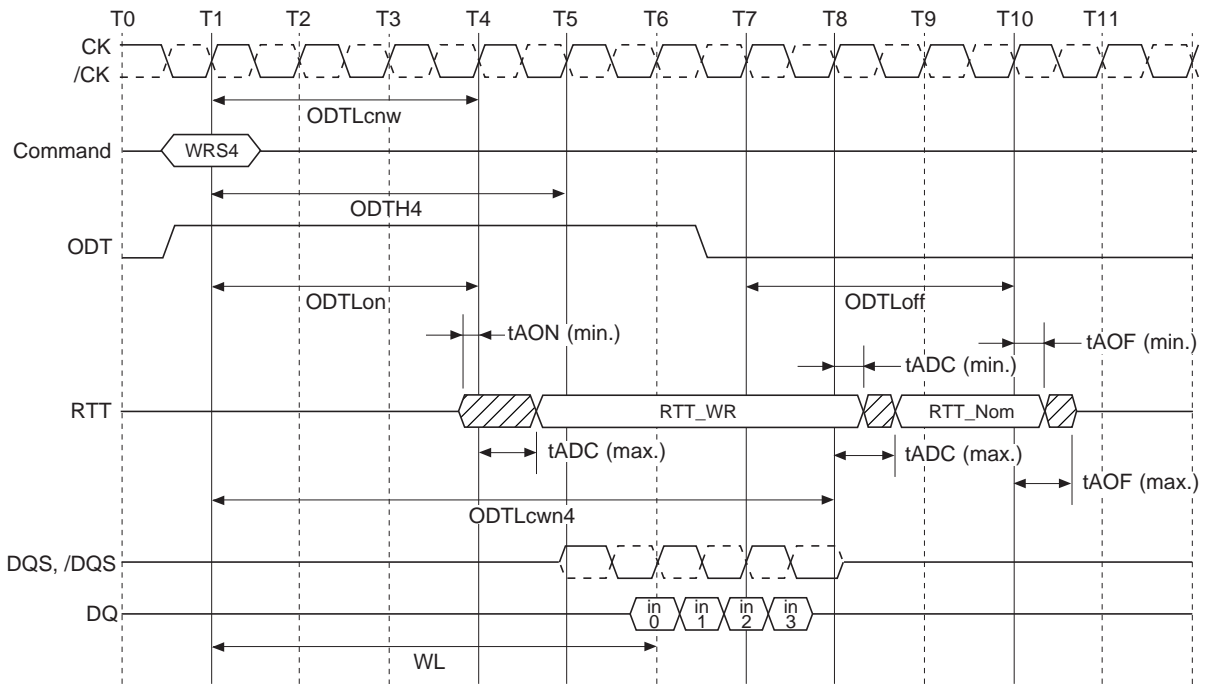 T0 T1 T2 T3 T4 T5 T6 T7 T8 T9 T10 T11
CK
/CK
ODTLcnw
Command
WRS4
ODTH4
ODT
ODTLon
ODTLoff
tAON (min.)
tAOF (min.)
tADC (min.)
RTT
RTT_WR
RTT_Nom
tADC (max.)
tADC (max.)
tAOF (max.)
ODTLcwn4
DQS, /DQS
DQ
in 0
in 1
in 2
in 3
WL